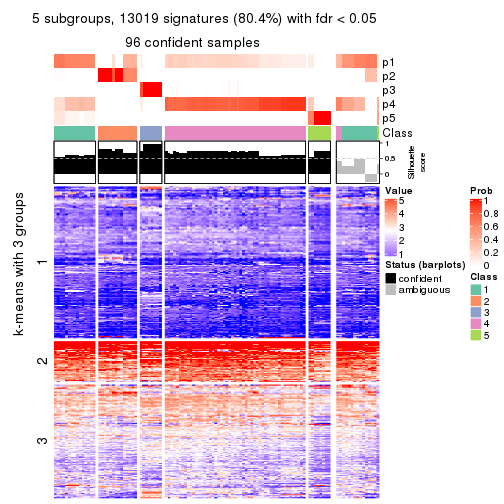 5 subgroups, 13019 signatures (80.4%) with fdr < 0.05
96 confident samples
p1
p2
p3
p4
p5
Class
1
0.5
0
Silhouette
score
k-means with 3 groups
1
2
3
Value
5
4
3
2
1
Status (barplots)
confident
ambiguous
Prob
1
0.8
0.6
0.4
0.2
0
Class
1
2
3
4
5